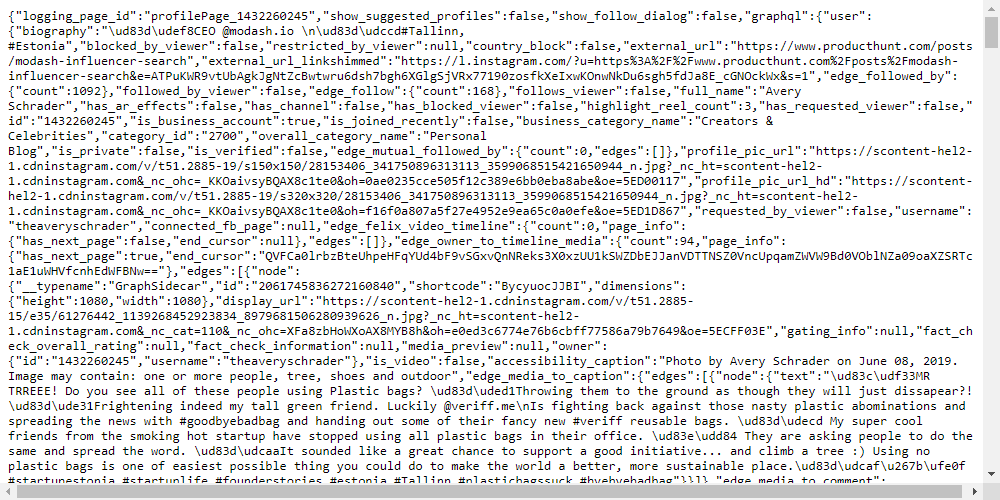 {"logging_page_id":"profilePage_1432260245","show_suggested_profiles":false,"show_follow_dialog":false,"graphql":{"user":
{"biography":"\ud83d\udef8CEO @modash.io \n\ud83d\udccd#Tallinn,
#Estonia","blocked_by_viewer":false,"restricted_by_viewer":null,"country_block":false,"external_url":"https://www.producthunt.com/posts
/modash-influencer-search","external_url_linkshimmed":"https://l.instagram.com/?u=https%3A%2F%2Fwww.producthunt.com%2Fposts%2Fmodash-
influencer-search&e=ATPuKWR9vtUbAgkJgNtZcBwtwru6dsh7bgh6XGlgSjVRx77190zosfkXeIxwKOnwNkDu6sgh5fdJa8E_cGNOckWx&s=1","edge_followed_by":
{"count":1092},"followed_by_viewer":false,"edge_follow":{"count":168},"follows_viewer":false,"full_name":"Avery
Schrader","has_ar_effects":false,"has_channel":false,"has_blocked_viewer":false,"highlight_reel_count":3,"has_requested_viewer":false,"
id":"1432260245","is_business_account":true,"is_joined_recently":false,"business_category_name":"Creators &
Celebrities","category_id":"2700","overall_category_name":"Personal
Blog","is_private":false,"is_verified":false,"edge_mutual_followed_by":{"count":0,"edges":[]},"profile_pic_url":"https://scontent-hel2-
1.cdninstagram.com/v/t51.2885-19/s150x150/28153406_341750896313113_3599068515421650944_n.jpg?_nc_ht=scontent-hel2-
1.cdninstagram.com&_nc_ohc=_KKOaivsyBQAX8c1te0&oh=0ae0235cce505f12c389e6bb0eba8abe&oe=5ED00117","profile_pic_url_hd":"https://scontent-
hel2-1.cdninstagram.com/v/t51.2885-19/s320x320/28153406_341750896313113_3599068515421650944_n.jpg?_nc_ht=scontent-hel2-
1.cdninstagram.com&_nc_ohc=_KKOaivsyBQAX8c1te0&oh=f16f0a807a5f27e4952e9ea65c0a0efe&oe=5ED1D867","requested_by_viewer":false,"username":
"theaveryschrader","connected_fb_page":null,"edge_felix_video_timeline":{"count":0,"page_info":
{"has_next_page":false,"end_cursor":null},"edges":[]},"edge_owner_to_timeline_media":{"count":94,"page_info":
{"has_next_page":true,"end_cursor":"QVFCa0lrbzBteUhpeHFqYUd4bF9vSGxvQnNReks3X0xzUU1kSWZDbEJJanVDTTNSZ0VncUpqamZWVW9Bd0VOblNZa09oaXZSRTc
1aE1uWHVfcnhEdWFBNw=="},"edges":[{"node":
{"__typename":"GraphSidecar","id":"2061745836272160840","shortcode":"BycyuocJJBI","dimensions":
{"height":1080,"width":1080},"display_url":"https://scontent-hel2-1.cdninstagram.com/v/t51.2885-
15/e35/61276442_1139268452923834_8979681506280939626_n.jpg?_nc_ht=scontent-hel2-
1.cdninstagram.com&_nc_cat=110&_nc_ohc=XFa8zbHoWXoAX8MYB8h&oh=e0ed3c6774e76b6cbff77586a79b7649&oe=5ECFF03E","gating_info":null,"fact_che
ck_overall_rating":null,"fact_check_information":null,"media_preview":null,"owner":
{"id":"1432260245","username":"theaveryschrader"},"is_video":false,"accessibility_caption":"Photo by Avery Schrader on June 08, 2019.
Image may contain: one or more people, tree, shoes and outdoor","edge_media_to_caption":{"edges":[{"node":{"text":"\ud83c\udf33MR
TRREEE! Do you see all of these people using Plastic bags? \ud83d\uded1Throwing them to the ground as though they will just dissapear?!
\ud83d\ude31Frightening indeed my tall green friend. Luckily @veriff.me\nIs fighting back against those nasty plastic abominations and
spreading the news with #goodbyebadbag and handing out some of their fancy new #veriff reusable bags. \ud83d\udecd My super cool
friends from the smoking hot startup have stopped using all plastic bags in their office. \ud83e\udd84 They are asking people to do the
same and spread the word. \ud83d\udcaaIt sounded like a great chance to support a good initiative... and climb a tree :) Using no
plastic bags is one of easiest possible thing you could do to make the world a better, more sustainable place.\ud83d\udcaf\u267b\ufe0f
#startupestonia #startuplife #founderstories #estonia #Tallinn #plasticbagssuck #byebyebadbag"}}]},"edge_media_to_comment":